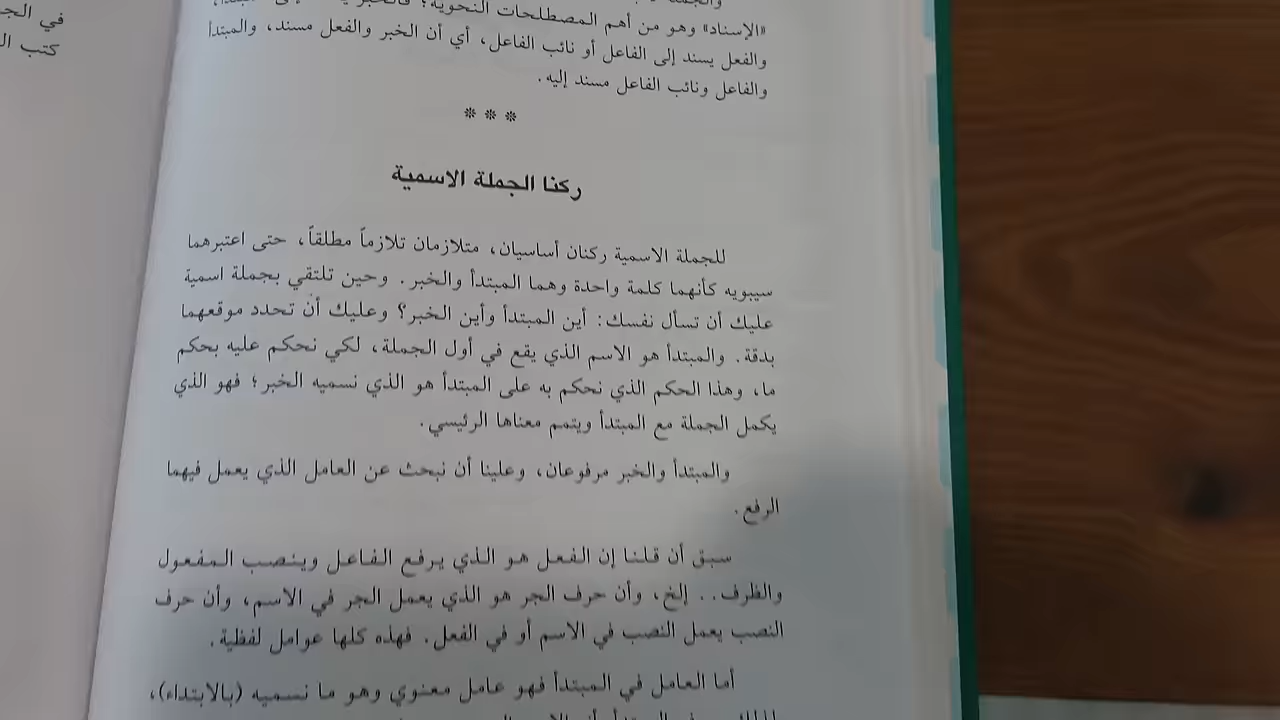 «الإسناد» وهو من أهم المصطلحات النحوية؛ فالخبر
والفعل يسند إلى الفاعل أو نائب الفاعل، أي أن الخبر والفعل مسند، والمبتدأ
والفاعل ونائب الفاعل مسند إليه.
* * *
ركنا الجملة الاسمية
للجملة الاسمية ركنان أساسيان، متلازمان تلازماً مطلقاً، حتى اعتبرهما
سيبويه كأنهما كلمة واحدة وهما المبتدأ والخبر. وحين تلتقي بجملة اسمية
عليك أن تسأل نفسك: أين المبتدأ وأين الخبر؟ وعليك أن تحدد موقعهما
بدقة. والمبتدأ هو الاسم الذي يقع في أول الجملة، لكي نحكم عليه بحكم
ما، وهذا الحكم الذي نحكم به على المبتدأ هو الذي نسميه الخبر؛ فهو الذي
يكمل الجملة مع المبتدأ ويتمم معناها الرئيسي.
والمبتدأ والخبر مرفوعان، وعلينا أن نبحث عن العامل الذي يعمل فيهما
الرفع.
سبق أن قلنا إن الفعل هو الذي يرفع الفاعل وينصب المفعول
والظرف.. إلخ، وأن حرف الجر هو الذي يعمل الجر في الاسم، وأن حرف
النصب يعمل النصب في الاسم أو في الفعل. فهذه كلها عوامل لفظية.
أما العامل في المبتدأ فهو عامل معنوي وهو ما نسميه (بالابتداء)،